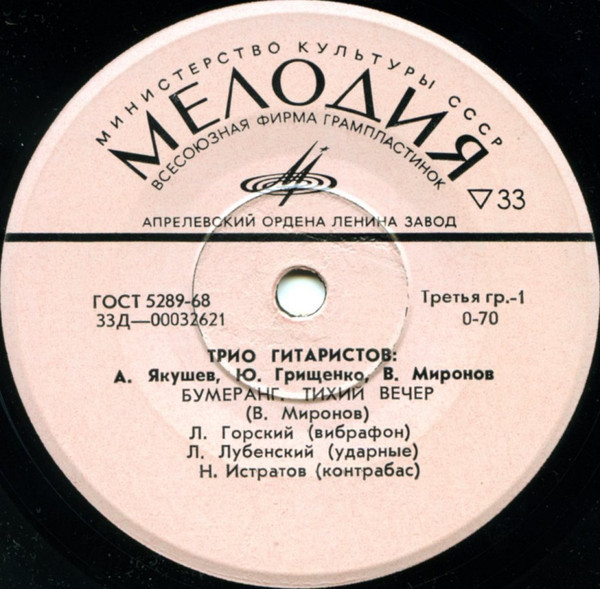 МИНИСТЕРСТВО КУЛЬТУРЫ СССР
МЕЛОДИЯ
ВСЕСОЮЗНАЯ ФИРМА ГРАМПЛАСТИНОК
▽33
АПРЕЛЕВСКИЙ ОРДЕНА ЛЕНИНА ЗАВОД
ГОСТ 5289-68 Третья гр.-1
33Д—00032621 0-70
ТРИО ГИТАРИСТОВ:
А. Якушев, Ю. Грищенко, В. Миронов
БУМЕРАНГ. ТИХИЙ ВЕЧЕР
(В. Миронов)
Л. Горский (вибрафон)
Л. Лубенский (ударные)
Н. Истратов (контрабас)